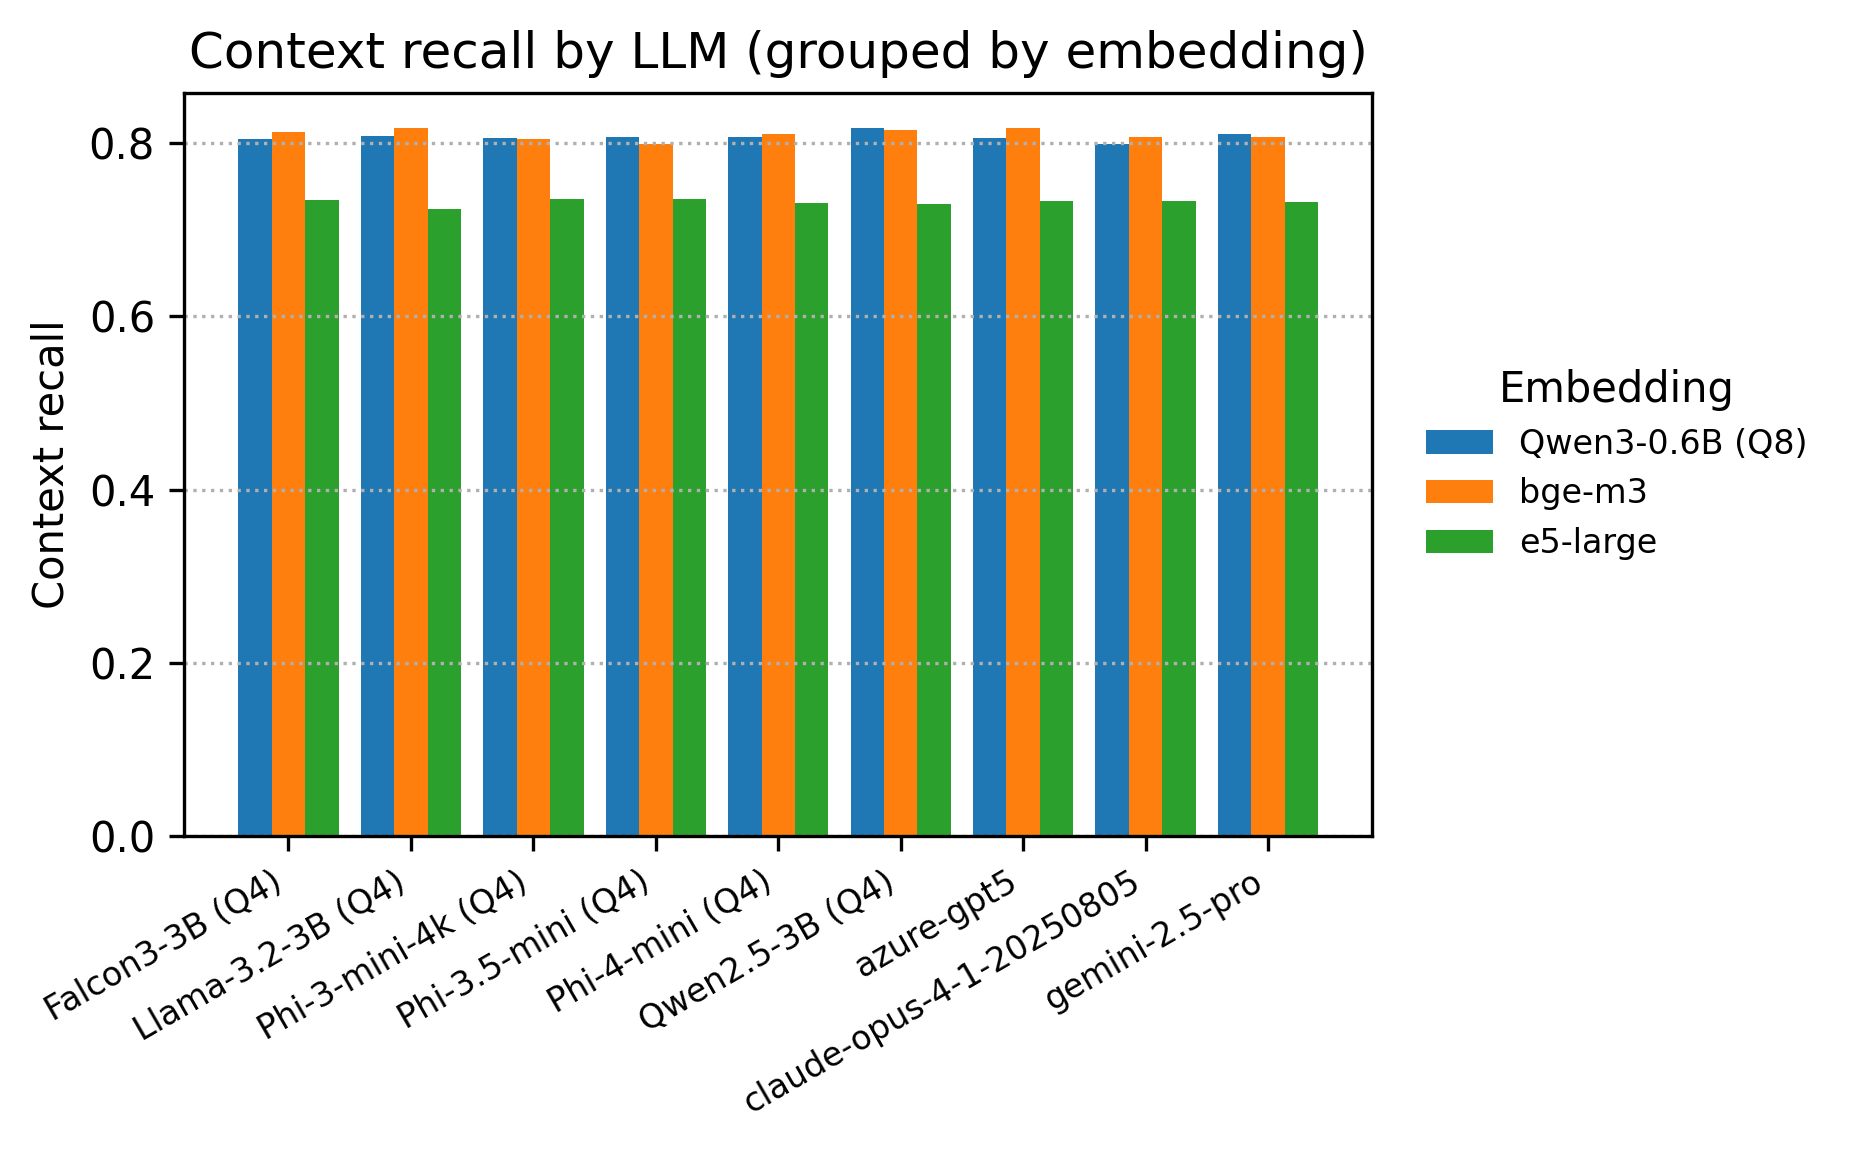 Context recall by LLM (grouped by embedding)
Context recall
0.8
0.6
0.4
0.2
0.0
Falcon3-3B (Q4)
Llama-3.2-3B (Q4)
Phi-3-mini-4k (Q4)
Phi-3.5-mini (Q4)
Phi-4-mini (Q4)
Qwen2.5-3B (Q4)
azure-gpt5
claude-opus-4-1-20250805
gemini-2.5-pro
Embedding
Qwen3-0.6B (Q8)
bge-m3
e5-large